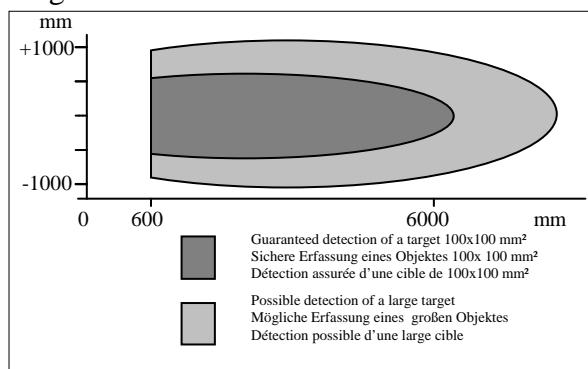 mm
+1000
-1000
0 600 6000 mm
Guaranteed detection of a target 100x100 mm²
Sichere Erfassung eines Objektes 100x 100 mm²
Détection assurée d'une cible de 100x100 mm²
Possible detection of a large target
Mögliche Erfassung eines großen Objektes
Détection possible d'une large cible